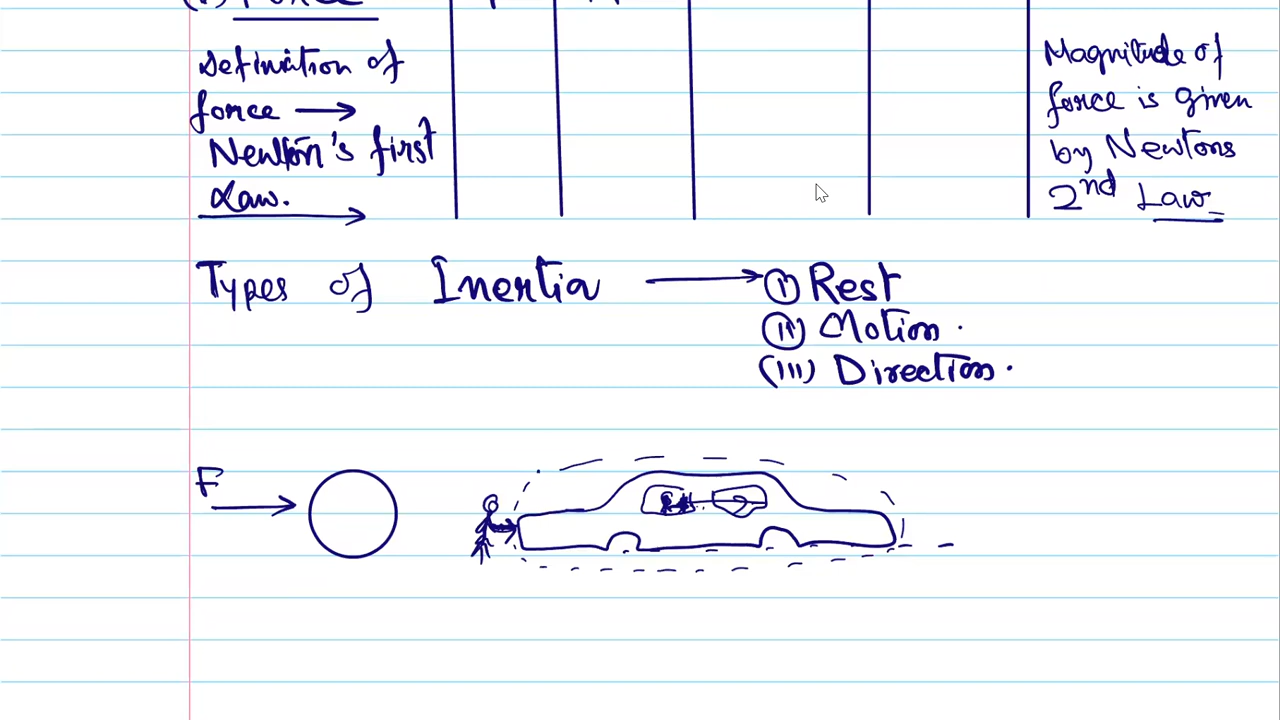 Definition of
force →
Newton's first
Law.
Magnitude of
force is given
by Newtons
2nd Law
Types of Inertia → (i) Rest
(ii) Motion.
(iii) Direction.
F